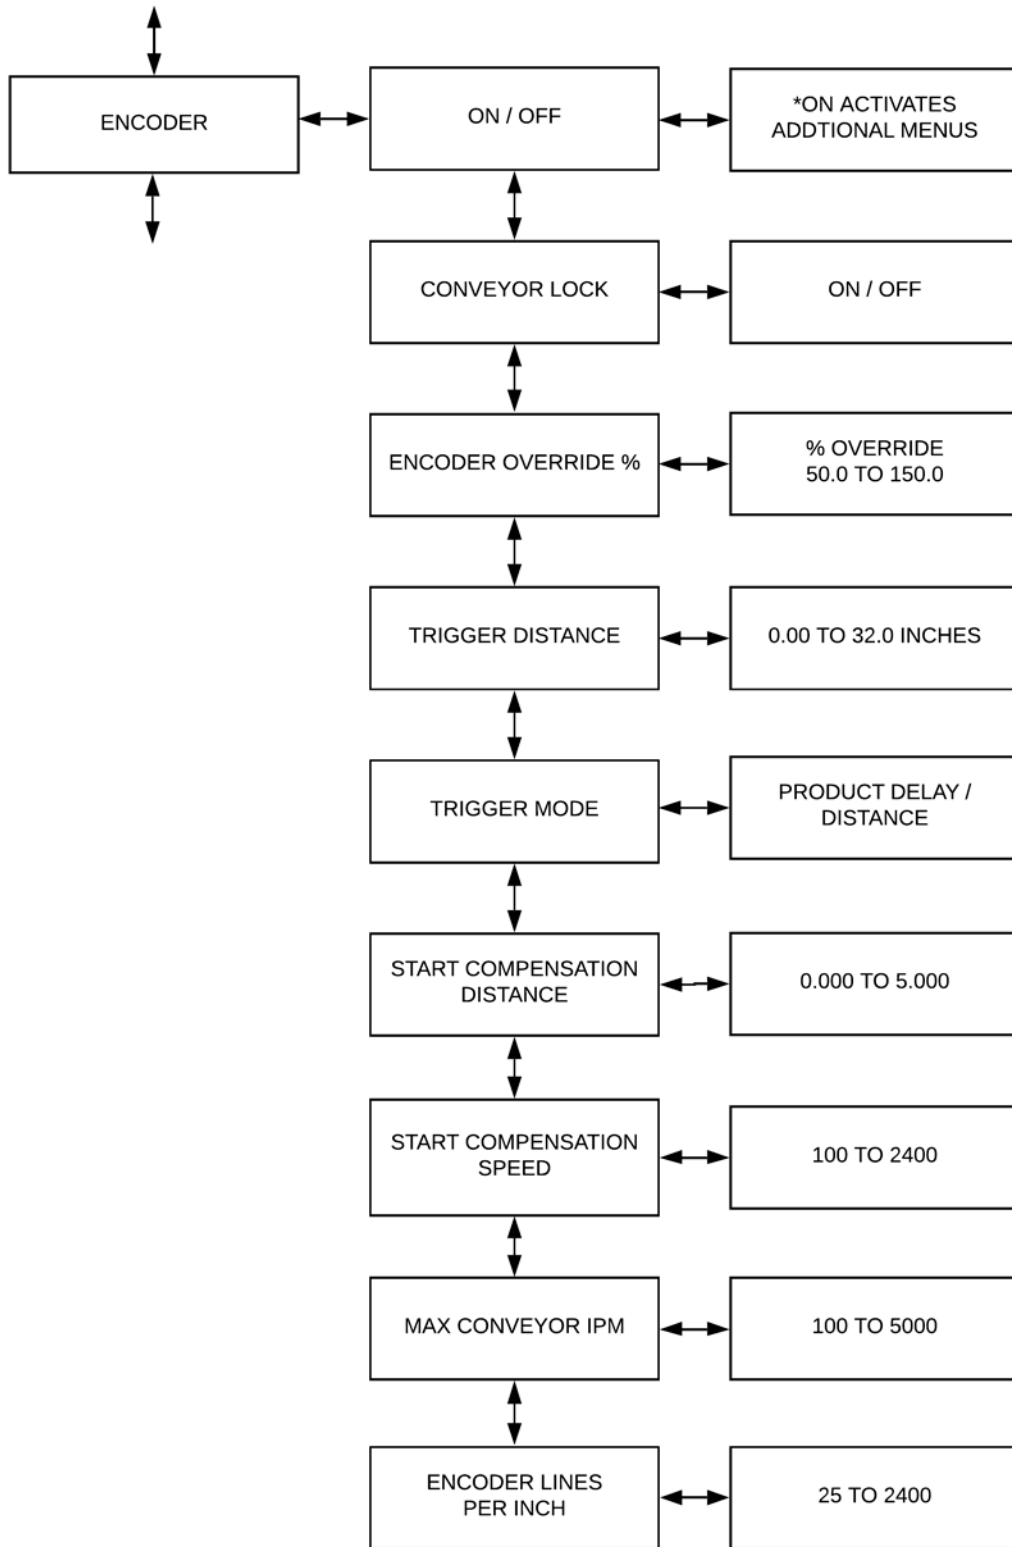 ENCODER
ON / OFF
*ON ACTIVATES
ADDTIONAL MENUS
CONVEYOR LOCK
ON / OFF
ENCODER OVERRIDE %
% OVERRIDE
50.0 TO 150.0
TRIGGER DISTANCE
0.00 TO 32.0 INCHES
TRIGGER MODE
PRODUCT DELAY /
DISTANCE
START COMPENSATION
DISTANCE
0.000 TO 5.000
START COMPENSATION
SPEED
100 TO 2400
MAX CONVEYOR IPM
100 TO 5000
ENCODER LINES
PER INCH
25 TO 2400